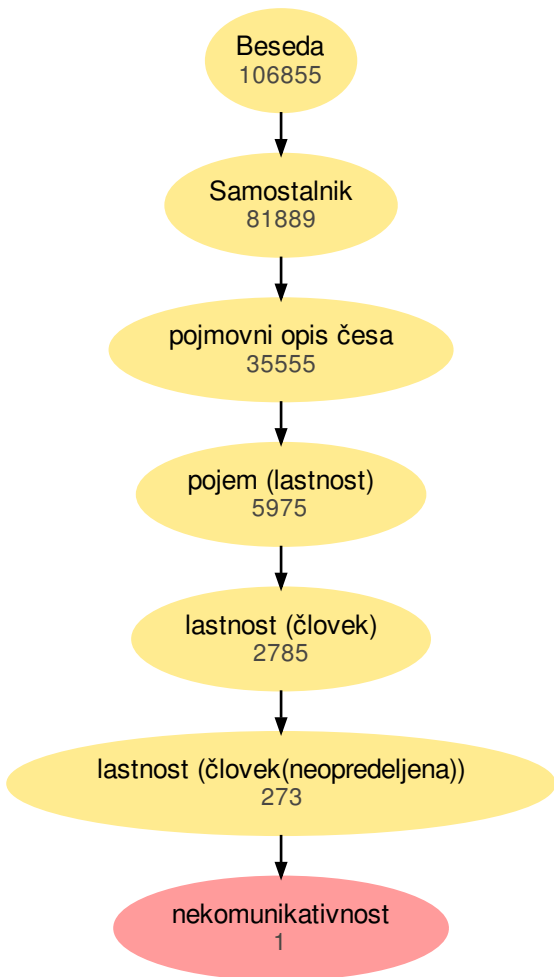 Beseda
106855
Samostalnik
81889
pojmovni opis česa
35555
pojem (lastnost)
5975
lastnost (človek)
2785
lastnost (človek(neopredeljena))
273
nekomunikativnost
1